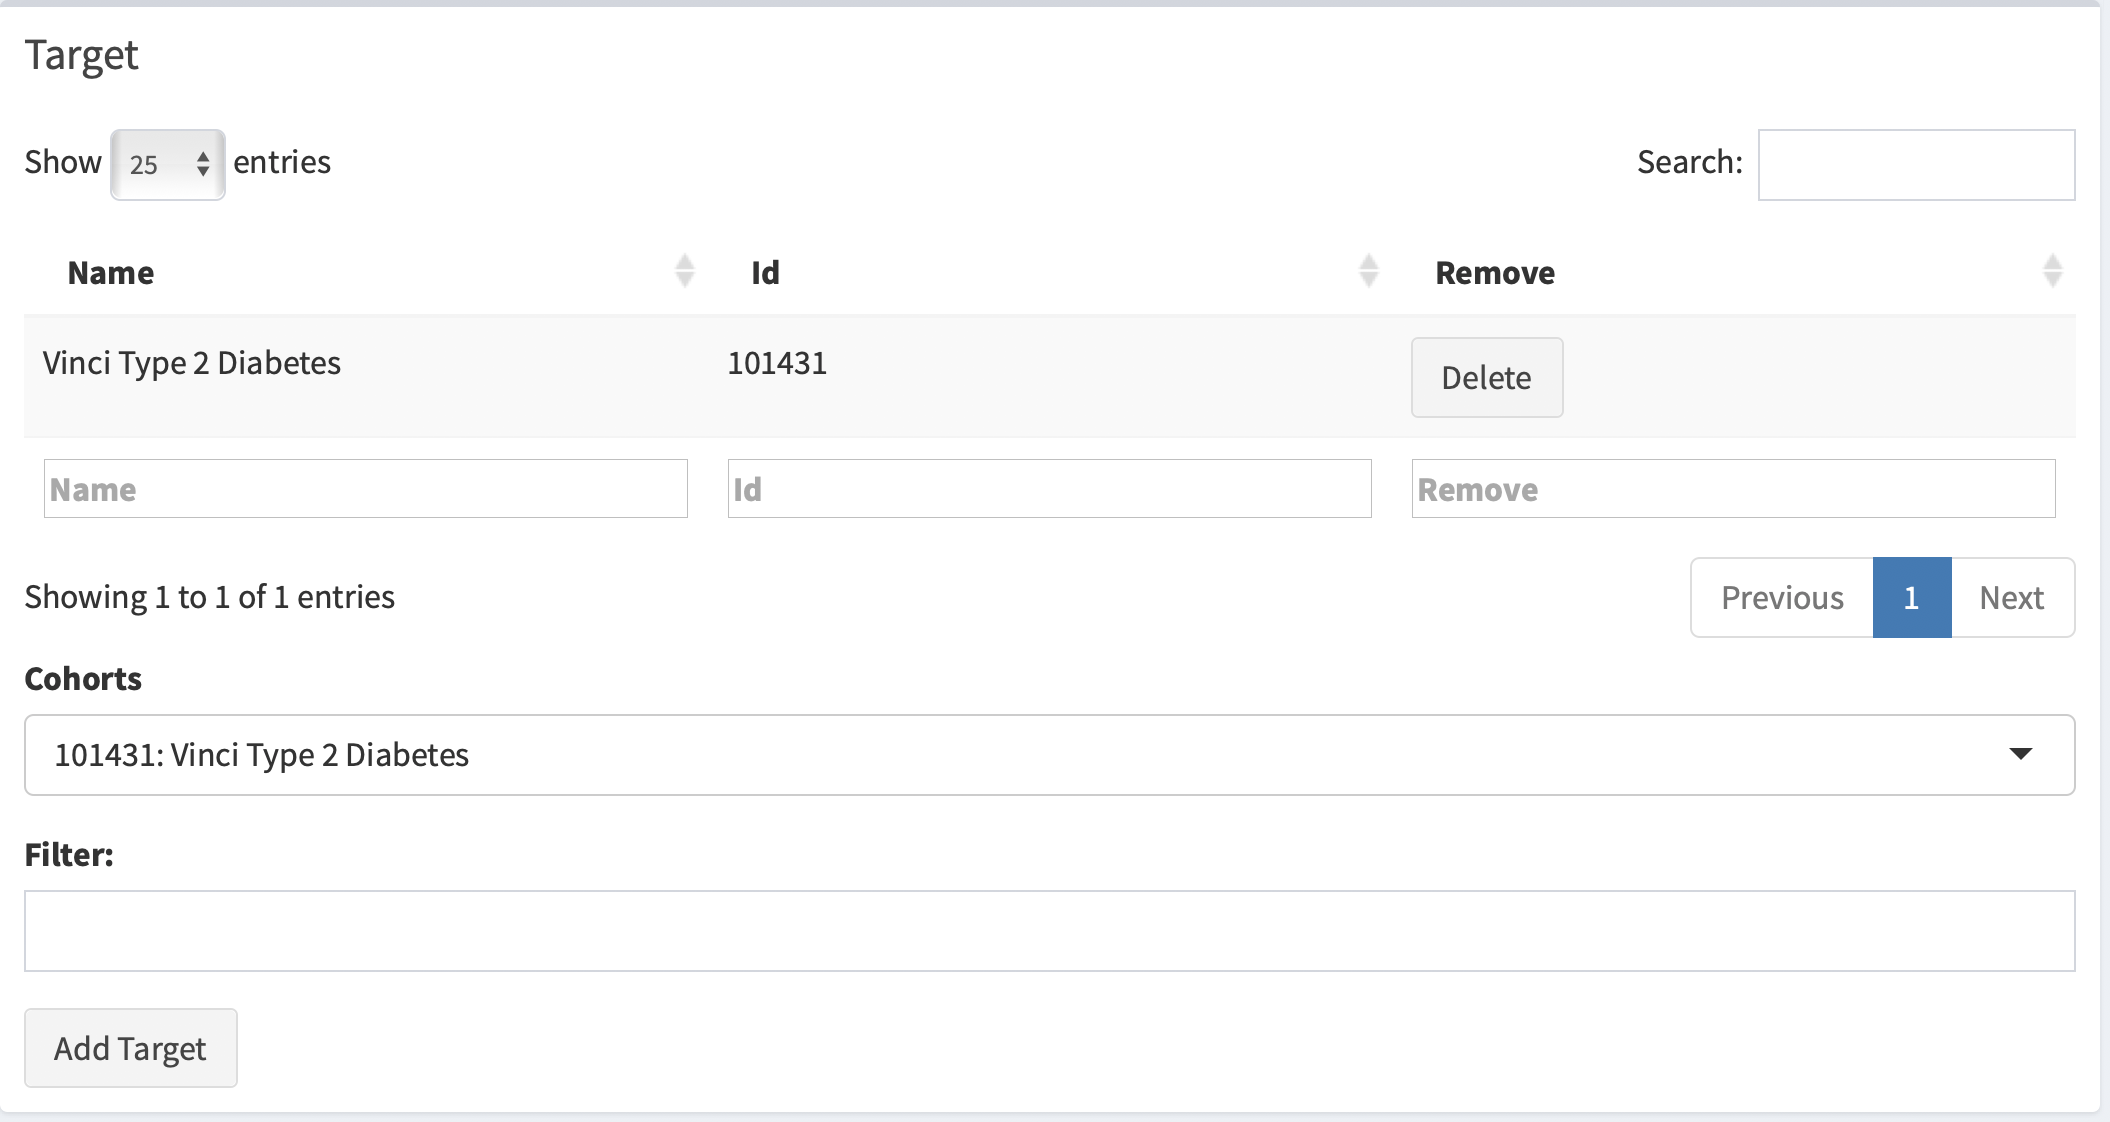 Target
Show 25 entries
Search:
Name Id Remove
Vinci Type 2 Diabetes 101431 Delete
Name Id Remove
Showing 1 to 1 of 1 entries
Previous 1 Next
Cohorts
101431: Vinci Type 2 Diabetes
Filter:
Add Target